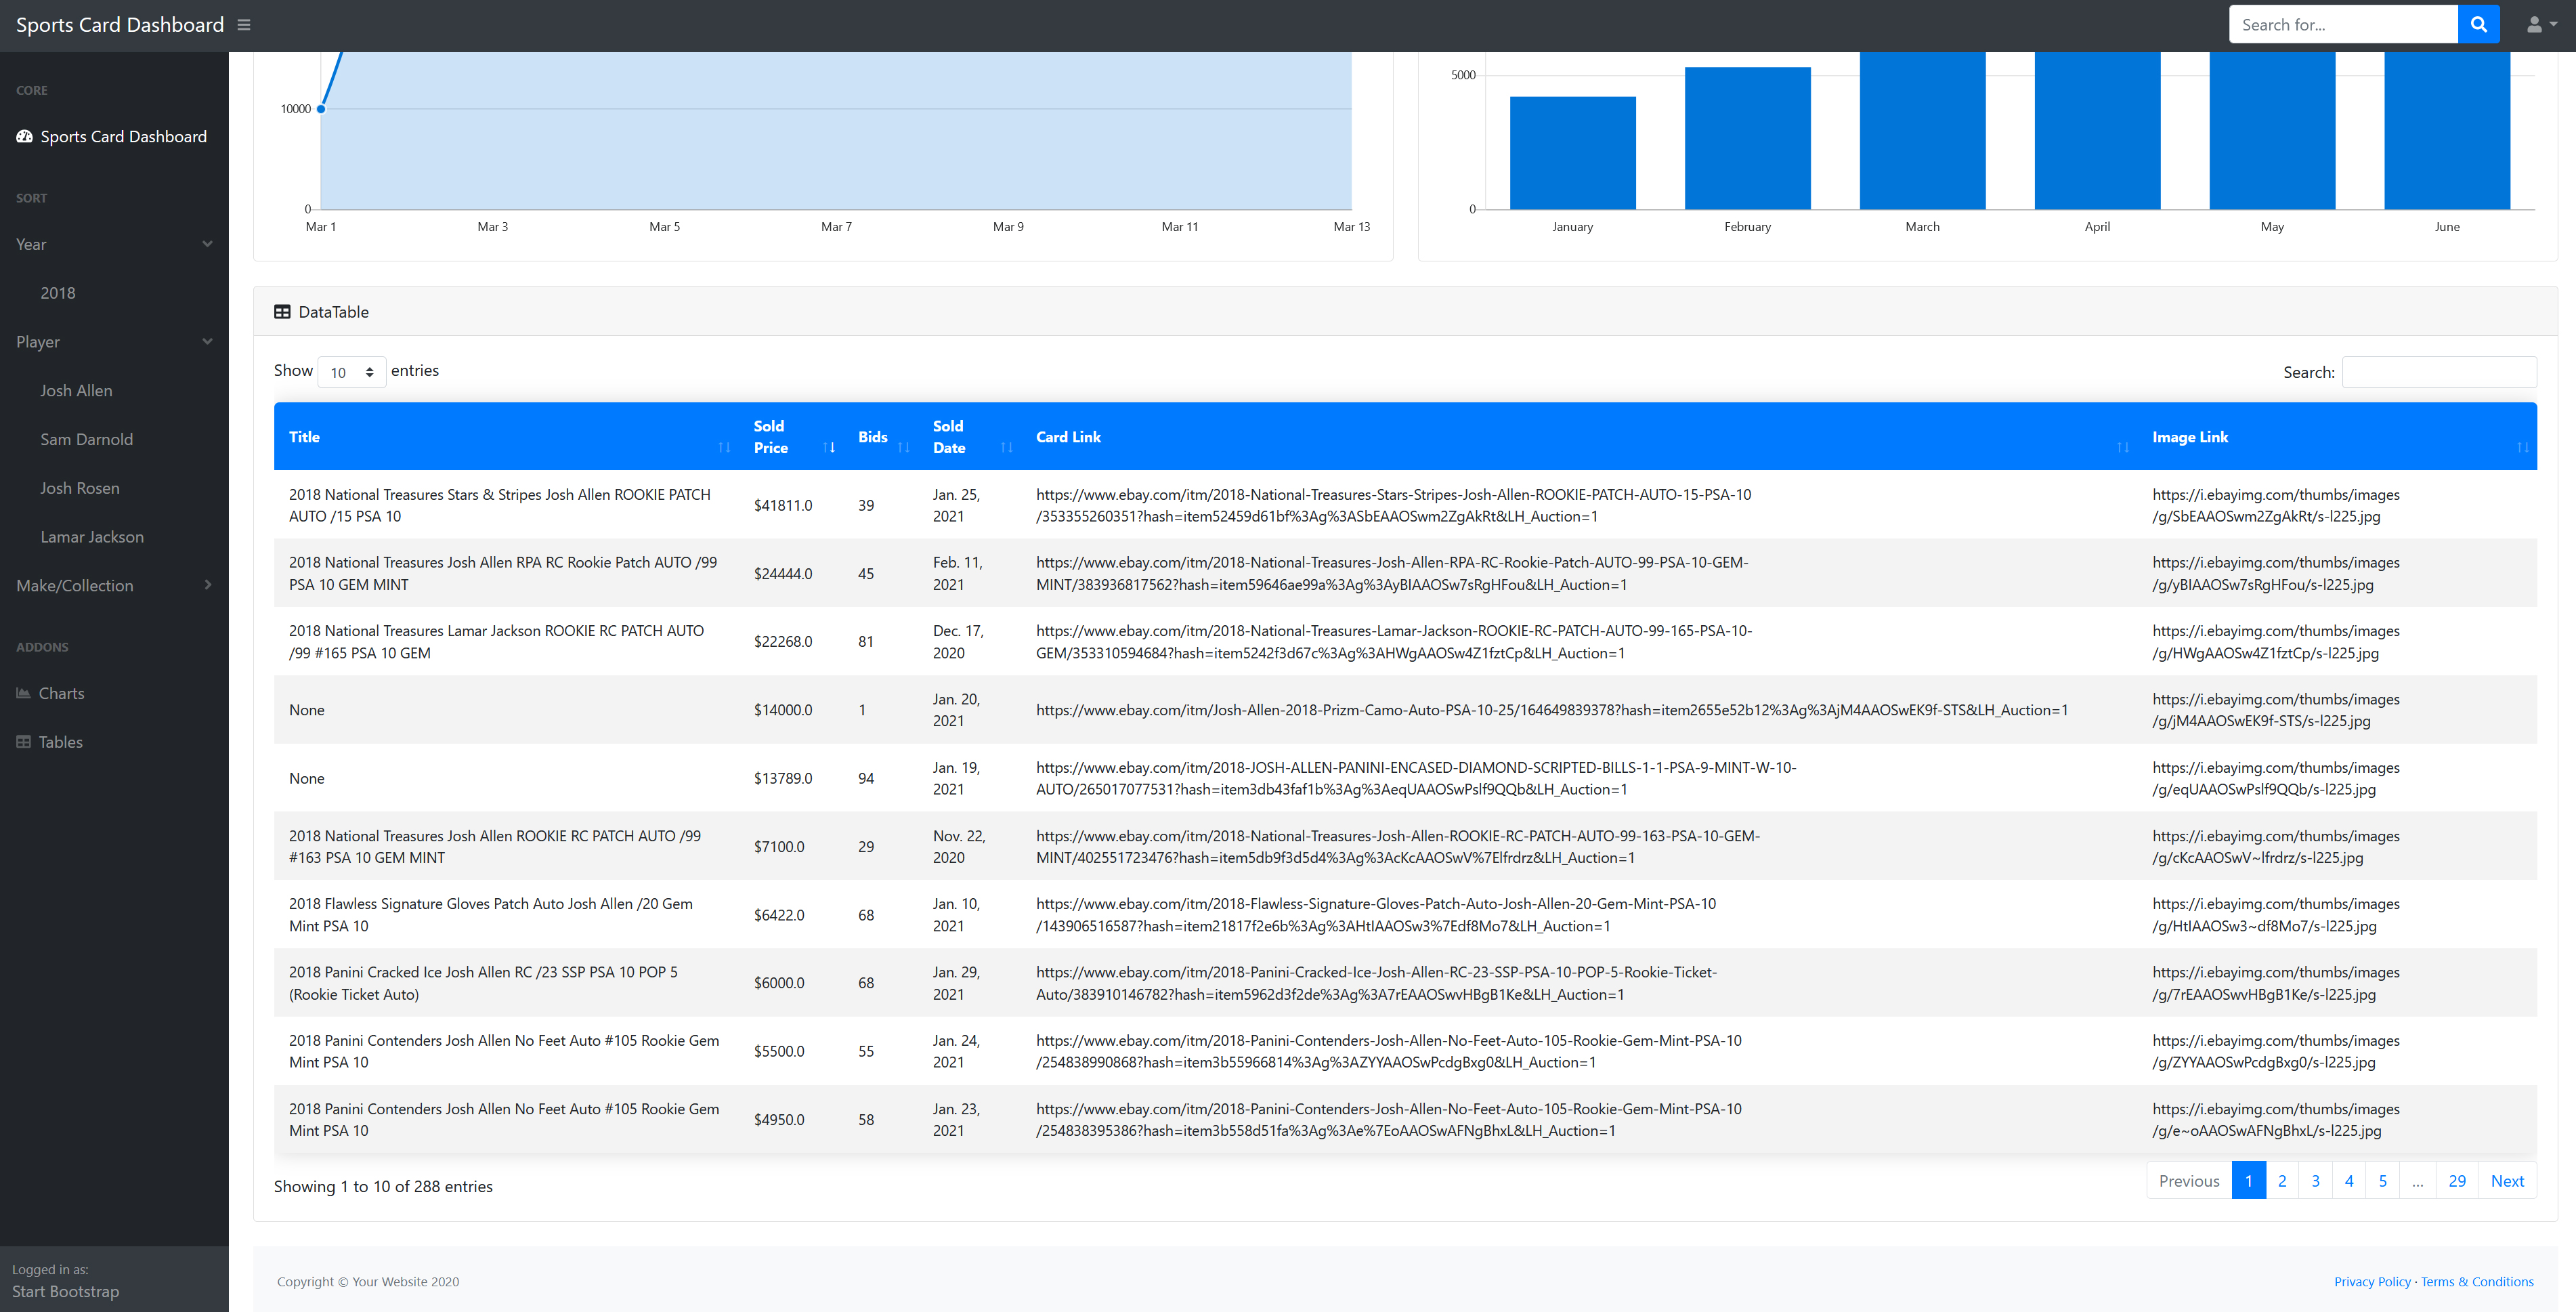 Sports Card Dashboard
Search for...
CORE
Sports Card Dashboard
SORT
Year
2018
Player
Josh Allen
Sam Darnold
Josh Rosen
Lamar Jackson
Make/Collection
ADDONS
Charts
Tables
Logged in as:
Start Bootstrap
10000
0
Mar 1 Mar 3 Mar 5 Mar 7 Mar 9 Mar 11 Mar 13
5000
0
January February March April May June
DataTable
Show 10 entries
Search:
Title Sold Price Bids Sold Date Card Link Image Link
2018 National Treasures Stars & Stripes Josh Allen ROOKIE PATCH
AUTO /15 PSA 10
$41811.0
39
Jan. 25,
2021
https://www.ebay.com/itm/2018-National-Treasures-Stars-Stripes-Josh-Allen-ROOKIE-PATCH-AUTO-15-PSA-10
/353355260351?hash=item52459d61bf%3Ag%3ASbEAAOSwm2ZgAkRt&LH_Auction=1
https://i.ebayimg.com/thumbs/images
/g/SbEAAOSwm2ZgAkRt/s-l225.jpg
2018 National Treasures Josh Allen RPA RC Rookie Patch AUTO /99
PSA 10 GEM MINT
$24444.0
45
Feb. 11,
2021
https://www.ebay.com/itm/2018-National-Treasures-Josh-Allen-RPA-RC-Rookie-Patch-AUTO-99-PSA-10-GEM-
MINT/383936817562?hash=item59646ae99a%3Ag%3AyBIAAOSw7sRgHFou&LH_Auction=1
https://i.ebayimg.com/thumbs/images
/g/yBIAAOSw7sRgHFou/s-l225.jpg
2018 National Treasures Lamar Jackson ROOKIE RC PATCH AUTO
/99 #165 PSA 10 GEM
$22268.0
81
Dec. 17,
2020
https://www.ebay.com/itm/2018-National-Treasures-Lamar-Jackson-ROOKIE-RC-PATCH-AUTO-99-165-PSA-10-
GEM/353310594684?hash=item5242f3d67c%3Ag%3AHWgAAOSw4Z1fztCp&LH_Auction=1
https://i.ebayimg.com/thumbs/images
/g/HWgAAOSw4Z1fztCp/s-l225.jpg
None
$14000.0
1
Jan. 20,
2021
https://www.ebay.com/itm/Josh-Allen-2018-Prizm-Camo-Auto-PSA-10-25/164649839378?hash=item2655e52b12%3Ag%3AjM4AAOSwEK9f-STS&LH_Auction=1
https://i.ebayimg.com/thumbs/images
/g/jM4AAOSwEK9f-STS/s-l225.jpg
None
$13789.0
94
Jan. 19,
2021
https://www.ebay.com/itm/2018-JOSH-ALLEN-PANINI-ENCASED-DIAMOND-SCRIPTED-BILLS-1-1-PSA-9-MINT-W-10-
AUTO/265017077531?hash=item3db43faf1b%3Ag%3AeqUAAOSwPslf9QQb&LH_Auction=1
https://i.ebayimg.com/thumbs/images
/g/eqUAAOSwPslf9QQb/s-l225.jpg
2018 National Treasures Josh Allen ROOKIE RC PATCH AUTO /99
#163 PSA 10 GEM MINT
$7100.0
29
Nov. 22,
2020
https://www.ebay.com/itm/2018-National-Treasures-Josh-Allen-ROOKIE-RC-PATCH-AUTO-99-163-PSA-10-GEM-
MINT/402551723476?hash=item5db9f3d5d4%3Ag%3AcKcAAOSwV%7Elfrdrz&LH_Auction=1
https://i.ebayimg.com/thumbs/images
/g/cKcAAOSwV~lfrdrz/s-l225.jpg
2018 Flawless Signature Gloves Patch Auto Josh Allen /20 Gem
Mint PSA 10
$6422.0
68
Jan. 10,
2021
https://www.ebay.com/itm/2018-Flawless-Signature-Gloves-Patch-Auto-Josh-Allen-20-Gem-Mint-PSA-10
/143906516587?hash=item21817f2e6b%3Ag%3AHtIAAOSw3%7Edf8Mo7&LH_Auction=1
https://i.ebayimg.com/thumbs/images
/g/HtIAAOSw3~df8Mo7/s-l225.jpg
2018 Panini Cracked Ice Josh Allen RC /23 SSP PSA 10 POP 5
(Rookie Ticket Auto)
$6000.0
68
Jan. 29,
2021
https://www.ebay.com/itm/2018-Panini-Cracked-Ice-Josh-Allen-RC-23-SSP-PSA-10-POP-5-Rookie-Ticket-
Auto/383910146782?hash=item5962d3f2de%3Ag%3A7rEAAOSwvHBgB1Ke&LH_Auction=1
https://i.ebayimg.com/thumbs/images
/g/7rEAAOSwvHBgB1Ke/s-l225.jpg
2018 Panini Contenders Josh Allen No Feet Auto #105 Rookie Gem
Mint PSA 10
$5500.0
55
Jan. 24,
2021
https://www.ebay.com/itm/2018-Panini-Contenders-Josh-Allen-No-Feet-Auto-105-Rookie-Gem-Mint-PSA-10
/254838990868?hash=item3b55966814%3Ag%3AZYYAAOSwPcdgBxg0&LH_Auction=1
https://i.ebayimg.com/thumbs/images
/g/ZYYAAOSwPcdgBxg0/s-l225.jpg
2018 Panini Contenders Josh Allen No Feet Auto #105 Rookie Gem
Mint PSA 10
$4950.0
58
Jan. 23,
2021
https://www.ebay.com/itm/2018-Panini-Contenders-Josh-Allen-No-Feet-Auto-105-Rookie-Gem-Mint-PSA-10
/254838395386?hash=item3b558d51fa%3Ag%3Ae%7EoAAOSwAFNgBhxL&LH_Auction=1
https://i.ebayimg.com/thumbs/images
/g/e~oAAOSwAFNgBhxL/s-l225.jpg
Showing 1 to 10 of 288 entries
Previous 1 2 3 4 5 ... 29 Next
Copyright © Your Website 2020
Privacy Policy · Terms & Conditions